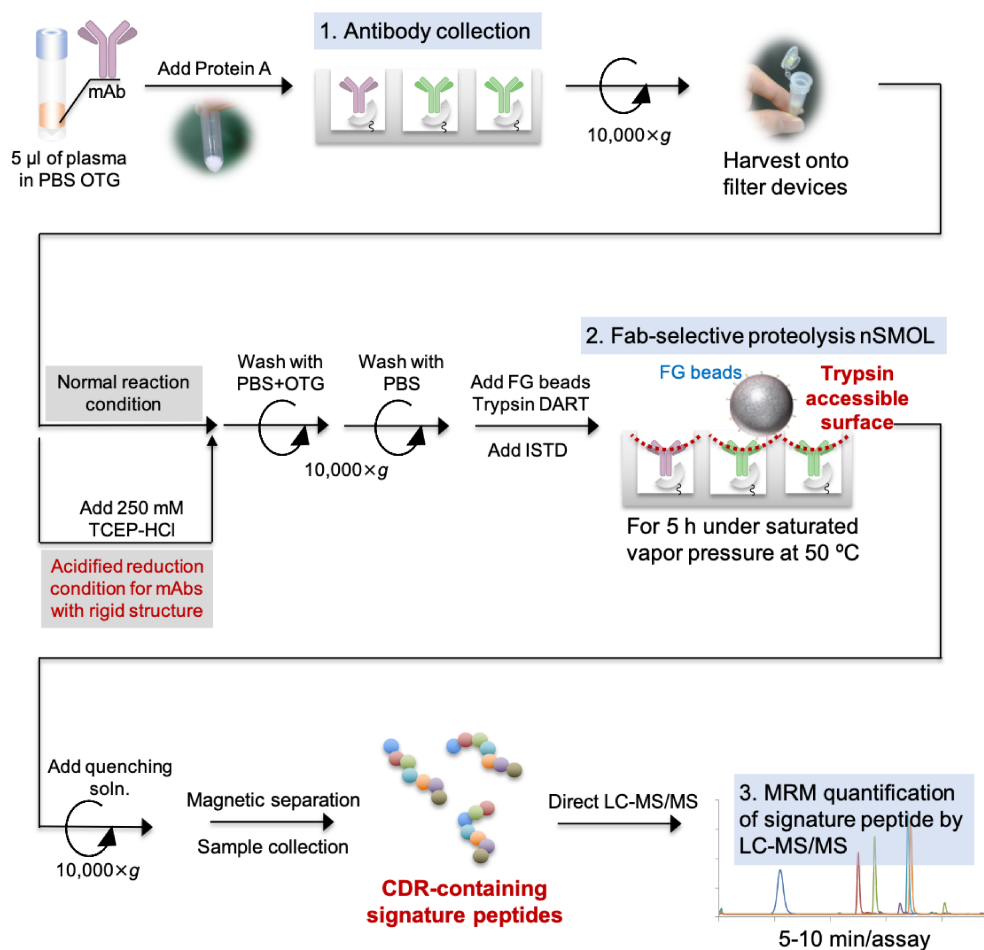 mAb
5 µl of plasma
in PBS OTG
Add Protein A
1. Antibody collection
10,000×g
Harvest onto
filter devices
Normal reaction
condition
Add 250 mM
TCEP-HCl
Acidified reduction
condition for mAbs
with rigid structure
Wash with
PBS+OTG
Wash with
PBS
10,000×g
Add FG beads
Trypsin DART
Add ISTD
2. Fab-selective proteolysis nSMOL
FG beads
Trypsin
accessible
surface
For 5 h under saturated
vapor pressure at 50 ºC
Add quenching
soln.
10,000×g
Magnetic separation
Sample collection
CDR-containing
signature peptides
Direct LC-MS/MS
3. MRM quantification
of signature peptide by
LC-MS/MS
5-10 min/assay